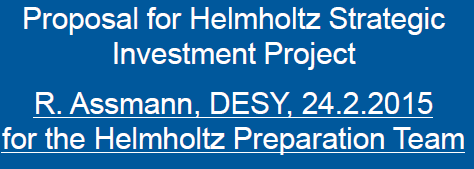 Proposal for Helmholtz Strategic
Investment Project
R. Assmann, DESY, 24.2.2015
for the Helmholtz Preparation Team